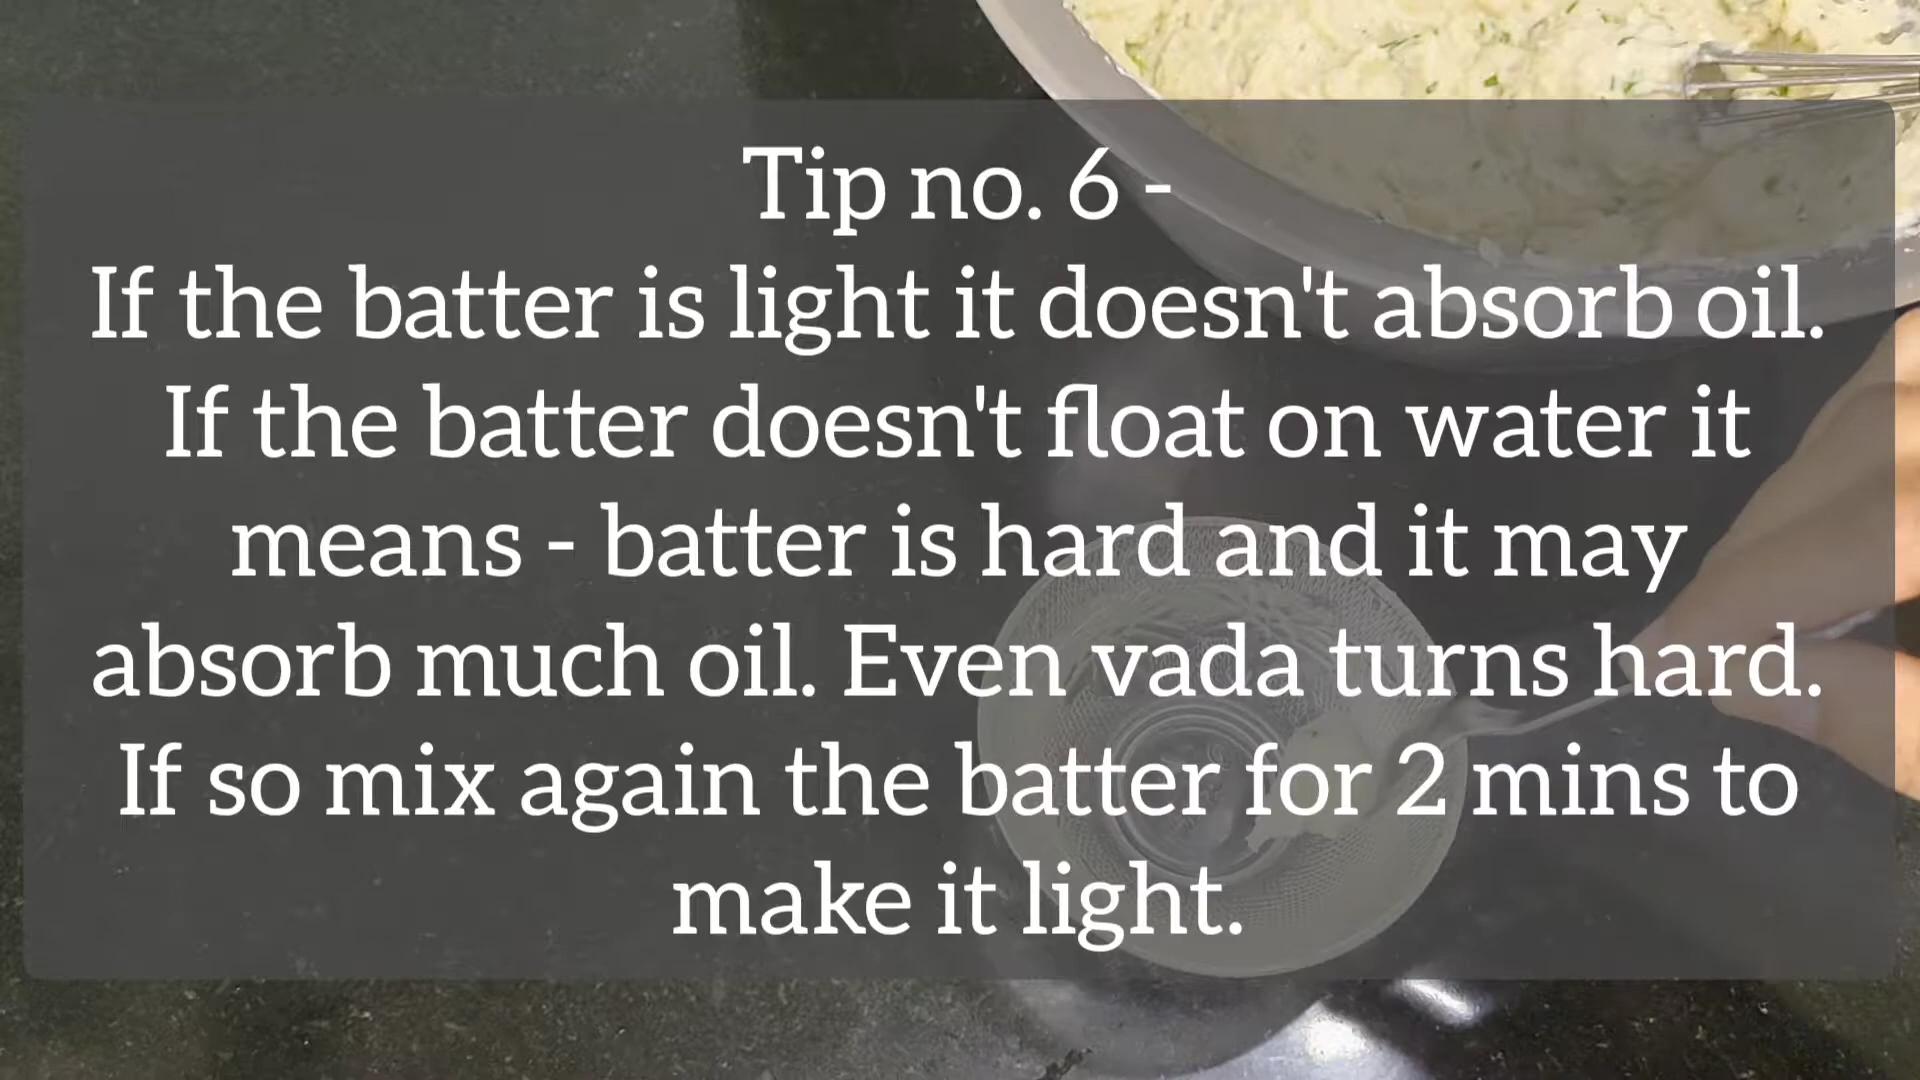 Tip no. 6 -
If the batter is light it doesn't absorb oil.
If the batter doesn't float on water it
means - batter is hard and it may
absorb much oil. Even vada turns hard.
If so mix again the batter for 2 mins to
make it light.